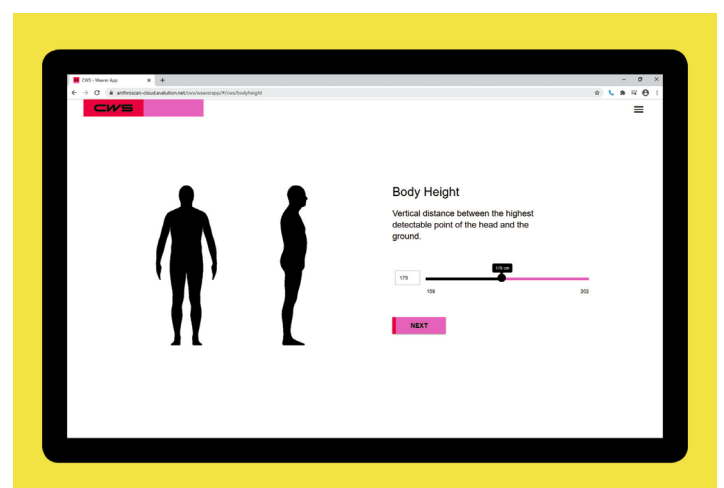 CWS - Wearer App
anthroscan-cloud.avalution.net/cws/wearerapp/#/cws/bodyheight
CWS
Body Height
Vertical distance between the highest
detectable point of the head and the
ground.
175 cm
175
159
202
NEXT